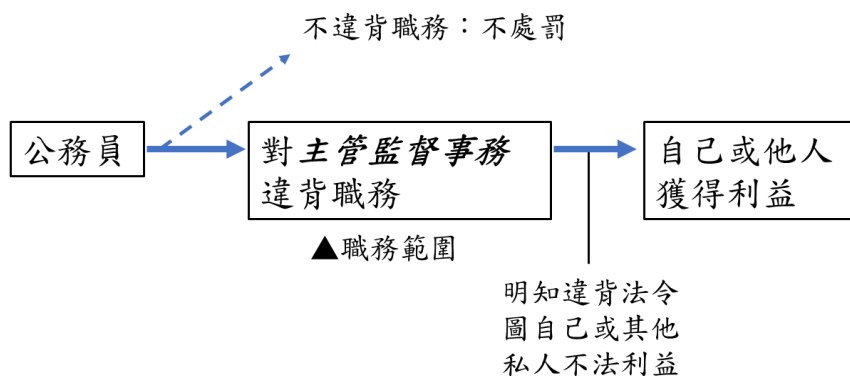 不違背職務：不處罰
公務員
對主管監督事務
違背職務
自己或他人
獲得利益
▲職務範圍
明知違背法令
圖自己或其他
私人不法利益